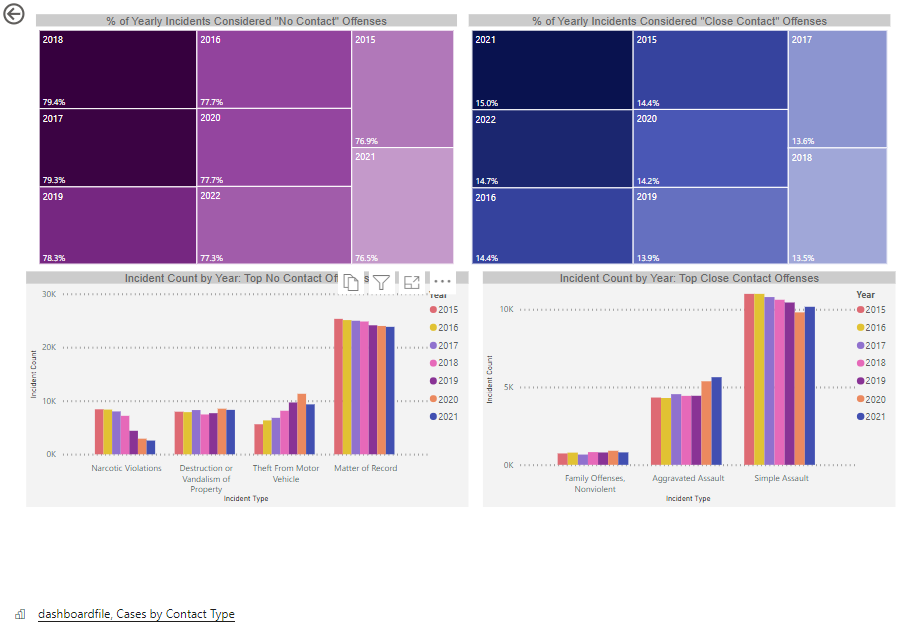 % of Yearly Incidents Considered "No Contact" Offenses
2018
79.4%
2017
79.3%
2019
78.3%
2016
77.7%
2020
77.7%
2022
77.3%
2015
76.9%
2021
76.5%
% of Yearly Incidents Considered "Close Contact" Offenses
2021
15.0%
2022
14.7%
2016
14.4%
2015
14.4%
2020
14.2%
2019
13.9%
2017
13.6%
2018
13.5%
Incident Count by Year: Top No Contact
Incident Count
30K
20K
10K
0K
Narcotic Violations
Destruction or
Vandalism of
Property
Theft From Motor
Vehicle
Matter of Record
Incident Type
Year
2015
2016
2017
2018
2019
2020
2021
Incident Count by Year: Top Close Contact Offenses
Incident Count
10K
5K
0K
Family Offenses,
Nonviolent
Aggravated Assault
Simple Assault
Incident Type
Year
2015
2016
2017
2018
2019
2020
2021
dashboardfile, Cases by Contact Type